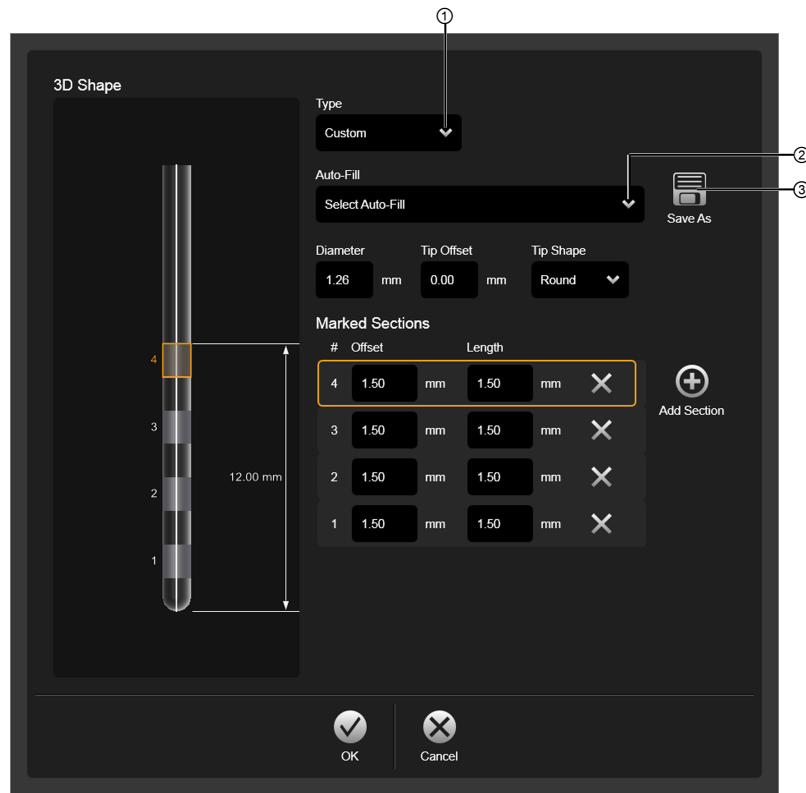 ①
3D Shape
Type
Custom
②
Auto-Fill
③
Select Auto-Fill
Save As
Diameter Tip Offset Tip Shape
1.26 mm 0.00 mm Round
Marked Sections
# Offset Length
4
4 1.50 mm 1.50 mm
Add Section
3
3 1.50 mm 1.50 mm
12.00 mm
2 1.50 mm 1.50 mm
2
1 1.50 mm 1.50 mm
1
OK Cancel